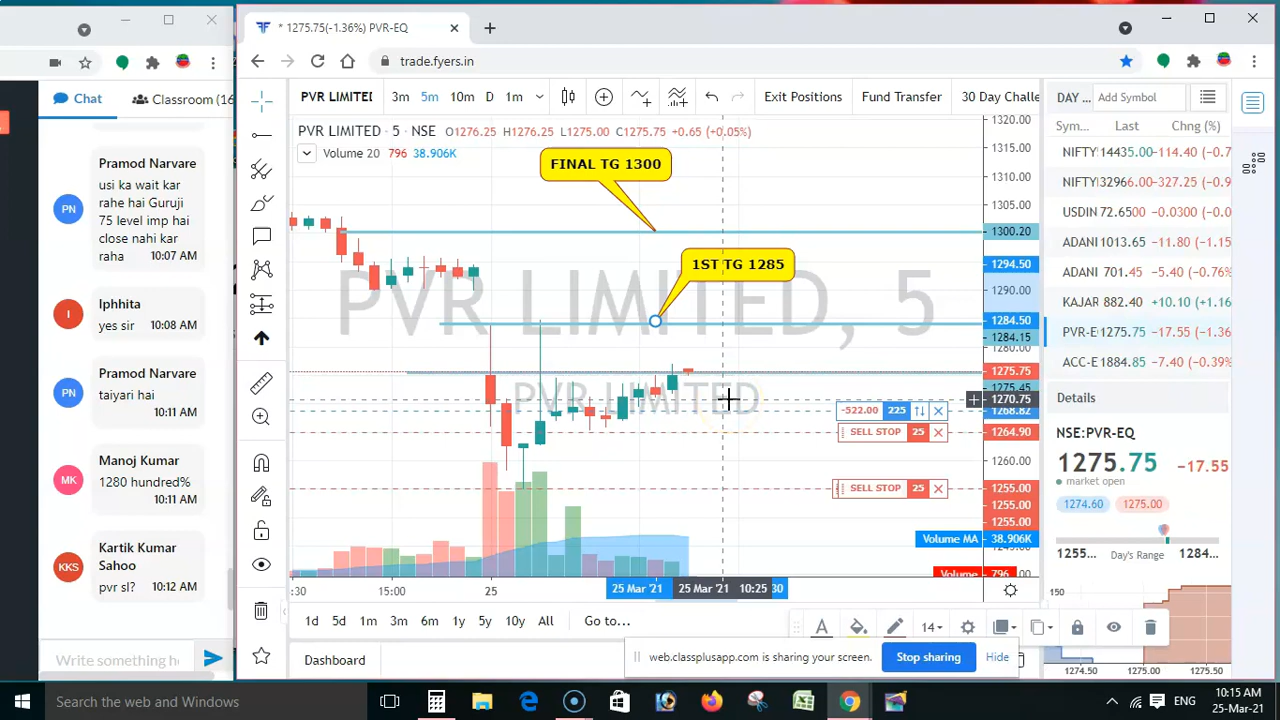 * 1275.75(-1.36%) PVR-EQ
trade.fyers.in
Chat
Classroom (16
Pramod Narvare
usi ka wait kar
rahe hai Guruji
75 level imp hai
close nahi kar
raha
10:07 AM
PN
Iphhita
yes sir
10:08 AM
I
Pramod Narvare
taiyari hai
10:11 AM
PN
Manoj Kumar
1280 hundred%
10:11 AM
MK
Kartik Kumar
Sahoo
pvr sl?
10:12 AM
KKS
Write something he
PVR LIMITED
3m 5m 10m D 1m
Exit Positions
Fund Transfer
30 Day Challe
PVR LIMITED · 5 · NSE O1276.25 H1276.25 L1275.00 C1275.75 +0.65 (+0.05%)
Volume 20 796 38.906K
FINAL TG 1300
1ST TG 1285
PVR LIMITED, 5
PVR LIMITED
-522.00 225
SELL STOP 25
SELL STOP 25
1320.00
1315.00
1310.00
1305.00
1300.20
1294.50
1290.00
1284.50
1284.15
1280.00
1275.75
1275.45
1270.75
1268.82
1264.90
1260.00
1255.00
1255.00
1255.00
Volume MA 38.906K
Volume 796
:30 15:00 25 25 Mar '21 25 Mar '21 10:25 30
1d 5d 1m 3m 6m 1y 5y 10y All Go to...
14
Dashboard
web.classplusapp.com is sharing your screen.
Stop sharing
Hide
DAY ...
Add Symbol
Sym... Last Chng (%)
NIFTY 14435.00 -114.40 (-0.7
NIFTY 32966.00 -327.25 (-0.9
USDIN 72.6500 -0.0300 (-0.0
ADANI 1013.65 -11.80 (-1.15
ADANI 701.45 -5.40 (-0.76%
KAJAR 882.40 +10.10 (+1.16
PVR-E 1275.75 -17.55 (-1.36
ACC-E 1884.85 -7.40 (-0.39%
Details
NSE:PVR-EQ
1275.75 -17.55
market open
1274.60 1275.00
1255... Day's Range 1284...
150
1274.50 1275.50
Search the web and Windows
ENG
10:15 AM
25-Mar-21